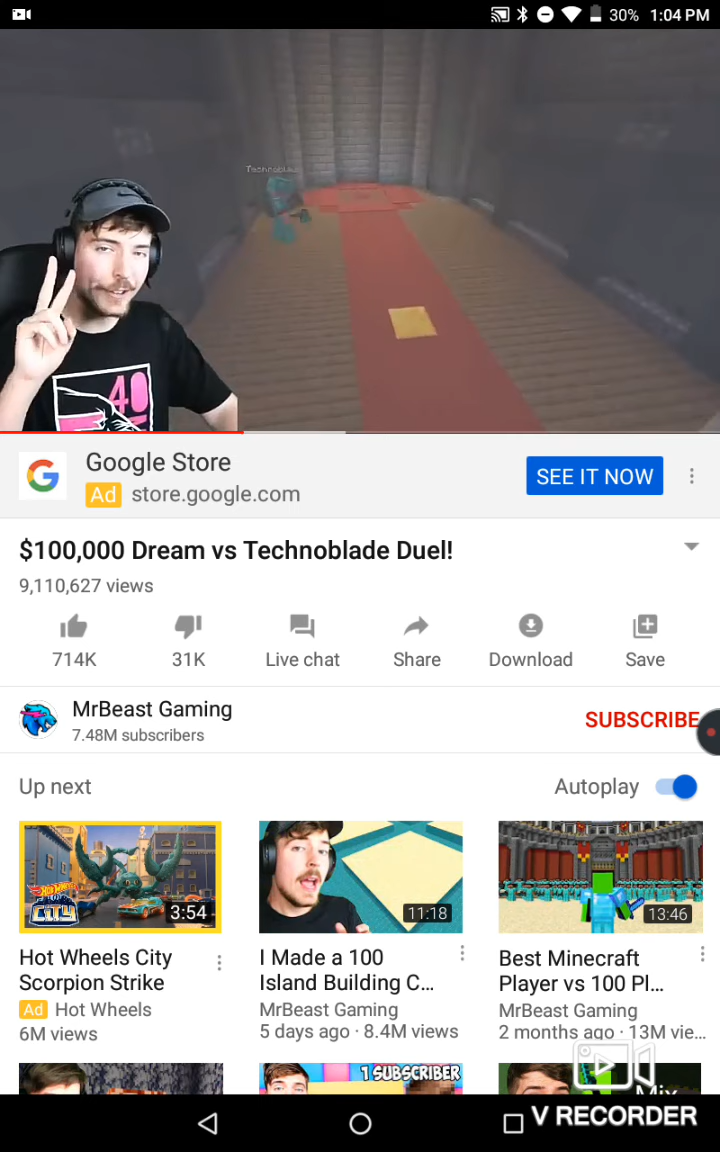 30% 1:04 PM
Technobla
40
Google Store
Ad store.google.com
SEE IT NOW
$100,000 Dream vs Technoblade Duel!
9,110,627 views
714K 31K Live chat Share Download Save
MrBeast Gaming
7.48M subscribers
SUBSCRIBE
Up next Autoplay
HOT WHEELS
CITY
3:54
11:18
13:46
Hot Wheels City
Scorpion Strike
Ad Hot Wheels
6M views
I Made a 100
Island Building C...
MrBeast Gaming
5 days ago · 8.4M views
Best Minecraft
Player vs 100 Pl...
MrBeast Gaming
2 months ago · 13M vie...
1 SUBSCRIBER
Mix
V RECORDER